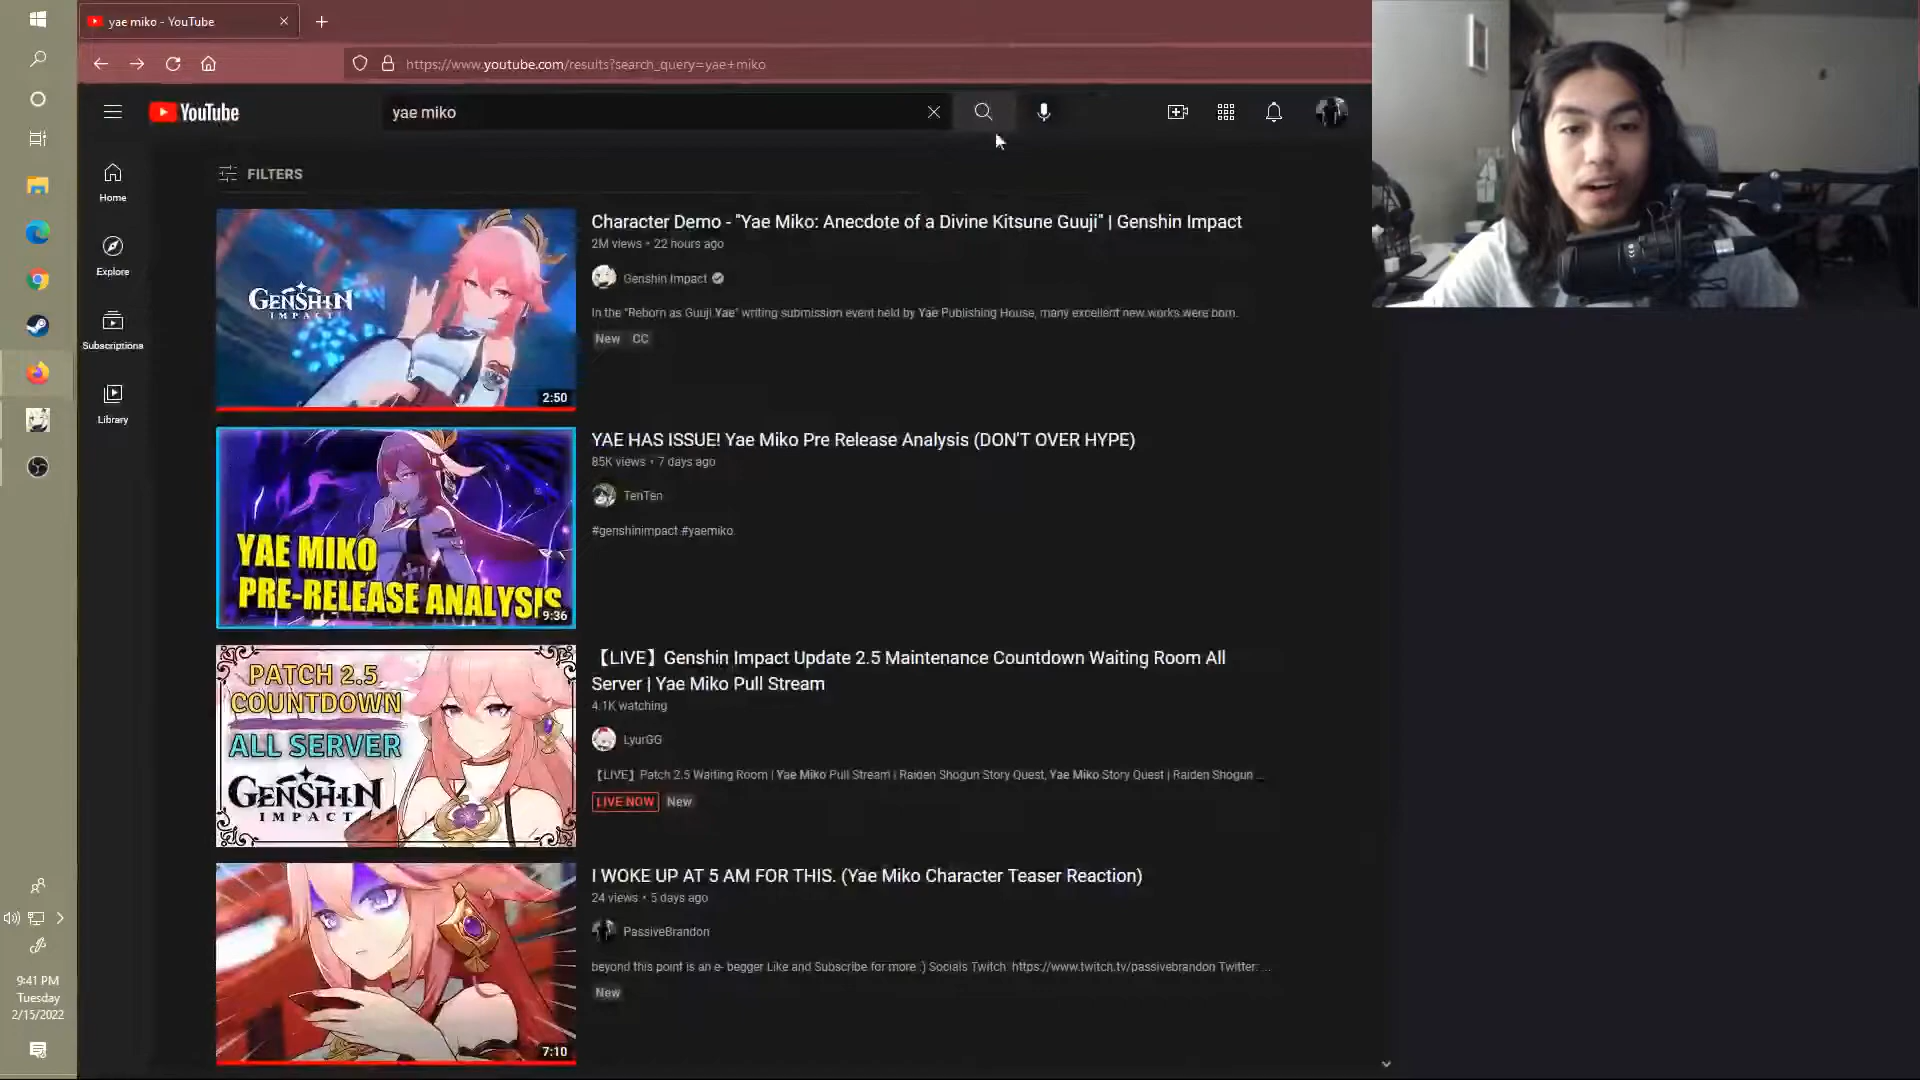 yae miko - YouTube
https://www.youtube.com/results?search_query=yae+miko
YouTube
yae miko
Home
Explore
Subscriptions
Library
FILTERS
GENSHIN
IMPACT
2:50
Character Demo - "Yae Miko: Anecdote of a Divine Kitsune Guuji" | Genshin Impact
2M views • 22 hours ago
Genshin Impact
In the "Reborn as Guuji Yae" writing submission event held by Yae Publishing House, many excellent new works were born.
New CC
YAE MIKO
PRE-RELEASE ANALYSIS
9:36
YAE HAS ISSUE! Yae Miko Pre Release Analysis (DON'T OVER HYPE)
85K views • 7 days ago
TenTen
#genshinimpact #yaemiko
PATCH 2.5
COUNTDOWN
ALL SERVER
GENSHIN
IMPACT
【LIVE】Genshin Impact Update 2.5 Maintenance Countdown Waiting Room All
Server | Yae Miko Pull Stream
4.1K watching
LyurGG
【LIVE】Patch 2.5 Waiting Room | Yae Miko Pull Stream | Raiden Shogun Story Quest, Yae Miko Story Quest | Raiden Shogun ...
LIVE NOW New
7:10
I WOKE UP AT 5 AM FOR THIS. (Yae Miko Character Teaser Reaction)
24 views • 5 days ago
PassiveBrandon
beyond this point is an e- begger Like and Subscribe for more :) Socials Twitch: https://www.twitch.tv/passivebrandon Twitter: ...
New
9:41 PM
Tuesday
2/15/2022